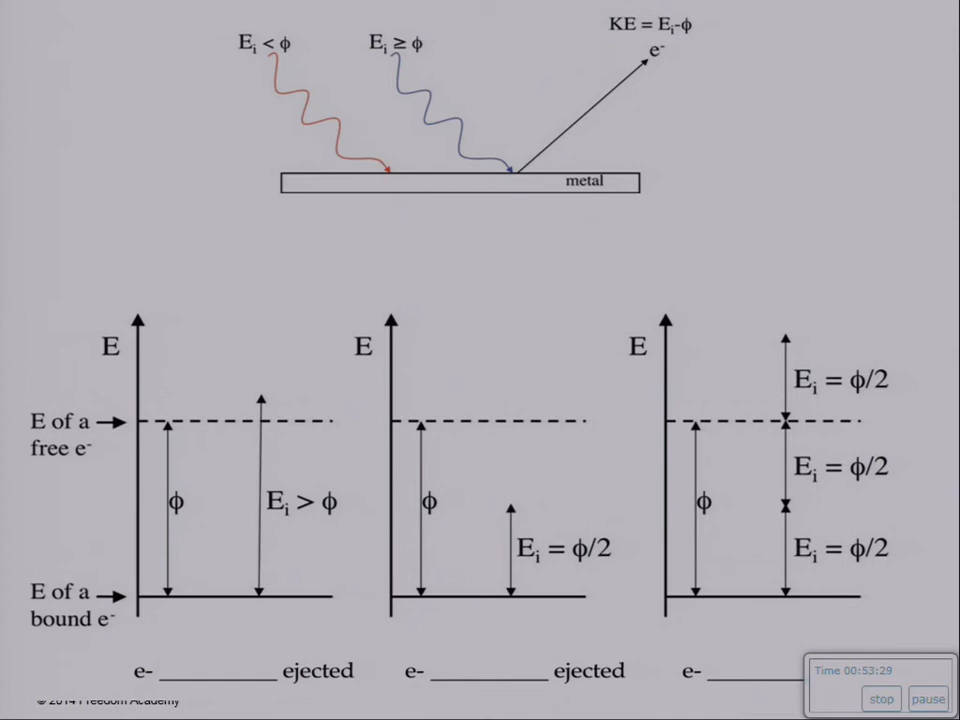 KE = Eᵢ-ϕ
Eᵢ < ϕ
Eᵢ ≥ ϕ
e⁻
metal
E
E
E
Eᵢ = ϕ/2
E of a
free e⁻
Eᵢ = ϕ/2
ϕ
Eᵢ > ϕ
ϕ
ϕ
Eᵢ = ϕ/2
Eᵢ = ϕ/2
E of a
bound e⁻
e- __________ ejected
e- __________ ejected
e- ________
Time 00:53:29
stop
pause
© 2014 Freedom Academy